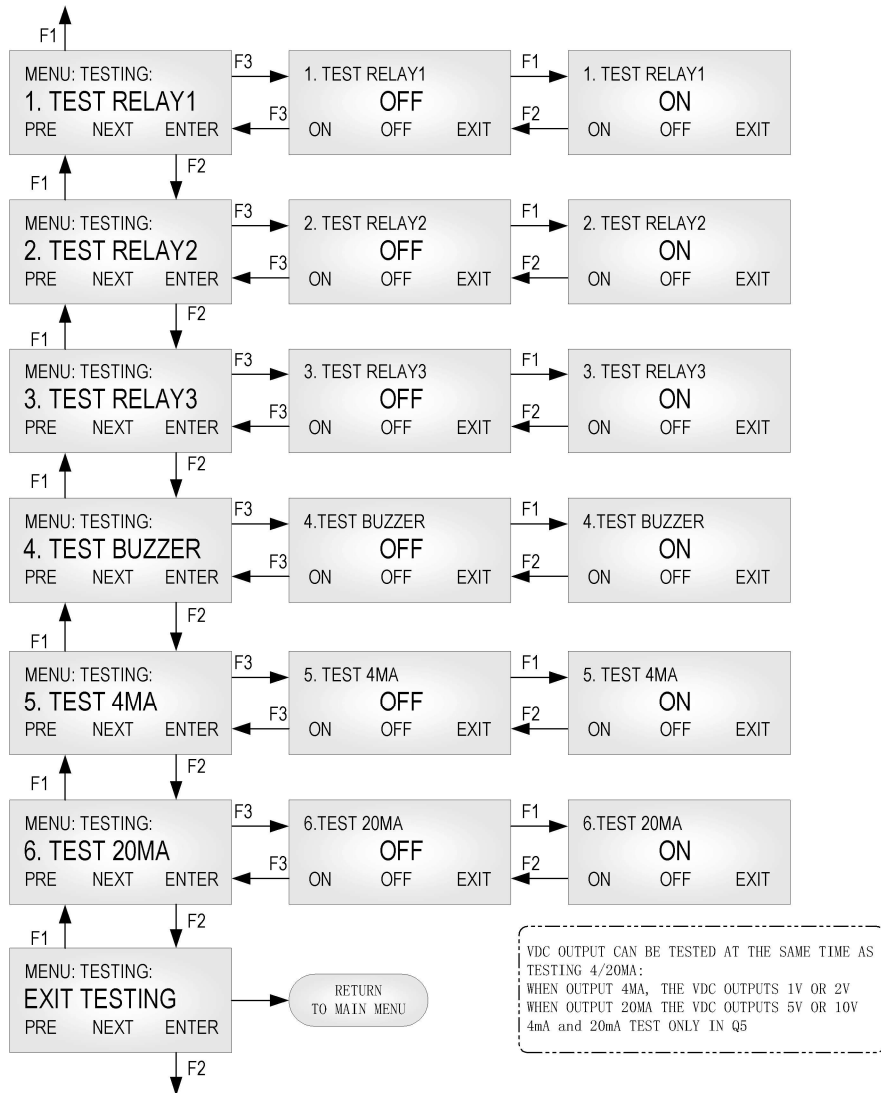 F1
MENU: TESTING:
1. TEST RELAY1
PRE NEXT ENTER
F3
F3
1. TEST RELAY1
OFF
ON OFF EXIT
F1
F2
1. TEST RELAY1
ON
ON OFF EXIT
F1
F2
MENU: TESTING:
2. TEST RELAY2
PRE NEXT ENTER
F3
F3
2. TEST RELAY2
OFF
ON OFF EXIT
F1
F2
2. TEST RELAY2
ON
ON OFF EXIT
F1
F2
MENU: TESTING:
3. TEST RELAY3
PRE NEXT ENTER
F3
F3
3. TEST RELAY3
OFF
ON OFF EXIT
F1
F2
3. TEST RELAY3
ON
ON OFF EXIT
F1
F2
MENU: TESTING:
4. TEST BUZZER
PRE NEXT ENTER
F3
F3
4.TEST BUZZER
OFF
ON OFF EXIT
F1
F2
4.TEST BUZZER
ON
ON OFF EXIT
F1
F2
MENU: TESTING:
5. TEST 4MA
PRE NEXT ENTER
F3
F3
5. TEST 4MA
OFF
ON OFF EXIT
F1
F2
5. TEST 4MA
ON
ON OFF EXIT
F1
F2
MENU: TESTING:
6. TEST 20MA
PRE NEXT ENTER
F3
F3
6.TEST 20MA
OFF
ON OFF EXIT
F1
F2
6.TEST 20MA
ON
ON OFF EXIT
F1
F2
MENU: TESTING:
EXIT TESTING
PRE NEXT ENTER
RETURN
TO MAIN MENU
VDC OUTPUT CAN BE TESTED AT THE SAME TIME AS
TESTING 4/20MA:
WHEN OUTPUT 4MA, THE VDC OUTPUTS 1V OR 2V
WHEN OUTPUT 20MA THE VDC OUTPUTS 5V OR 10V
4mA and 20mA TEST ONLY IN Q5
F2